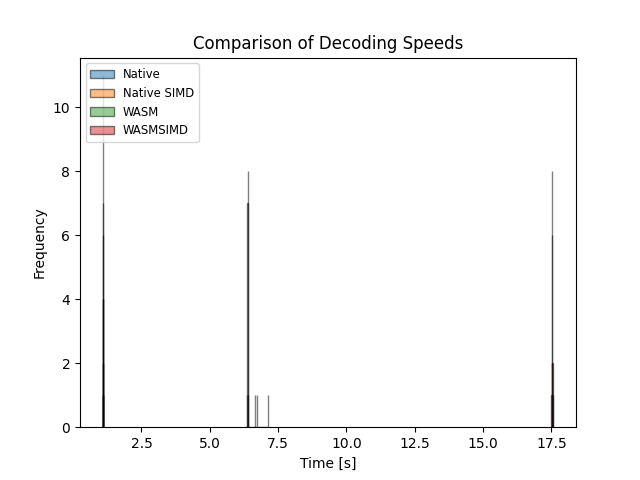 Comparison of Decoding Speeds
Native
Native SIMD
WASM
WASMSIMD
10
8
6
4
2
0
Frequency
2.5 5.0 7.5 10.0 12.5 15.0 17.5
Time [s]